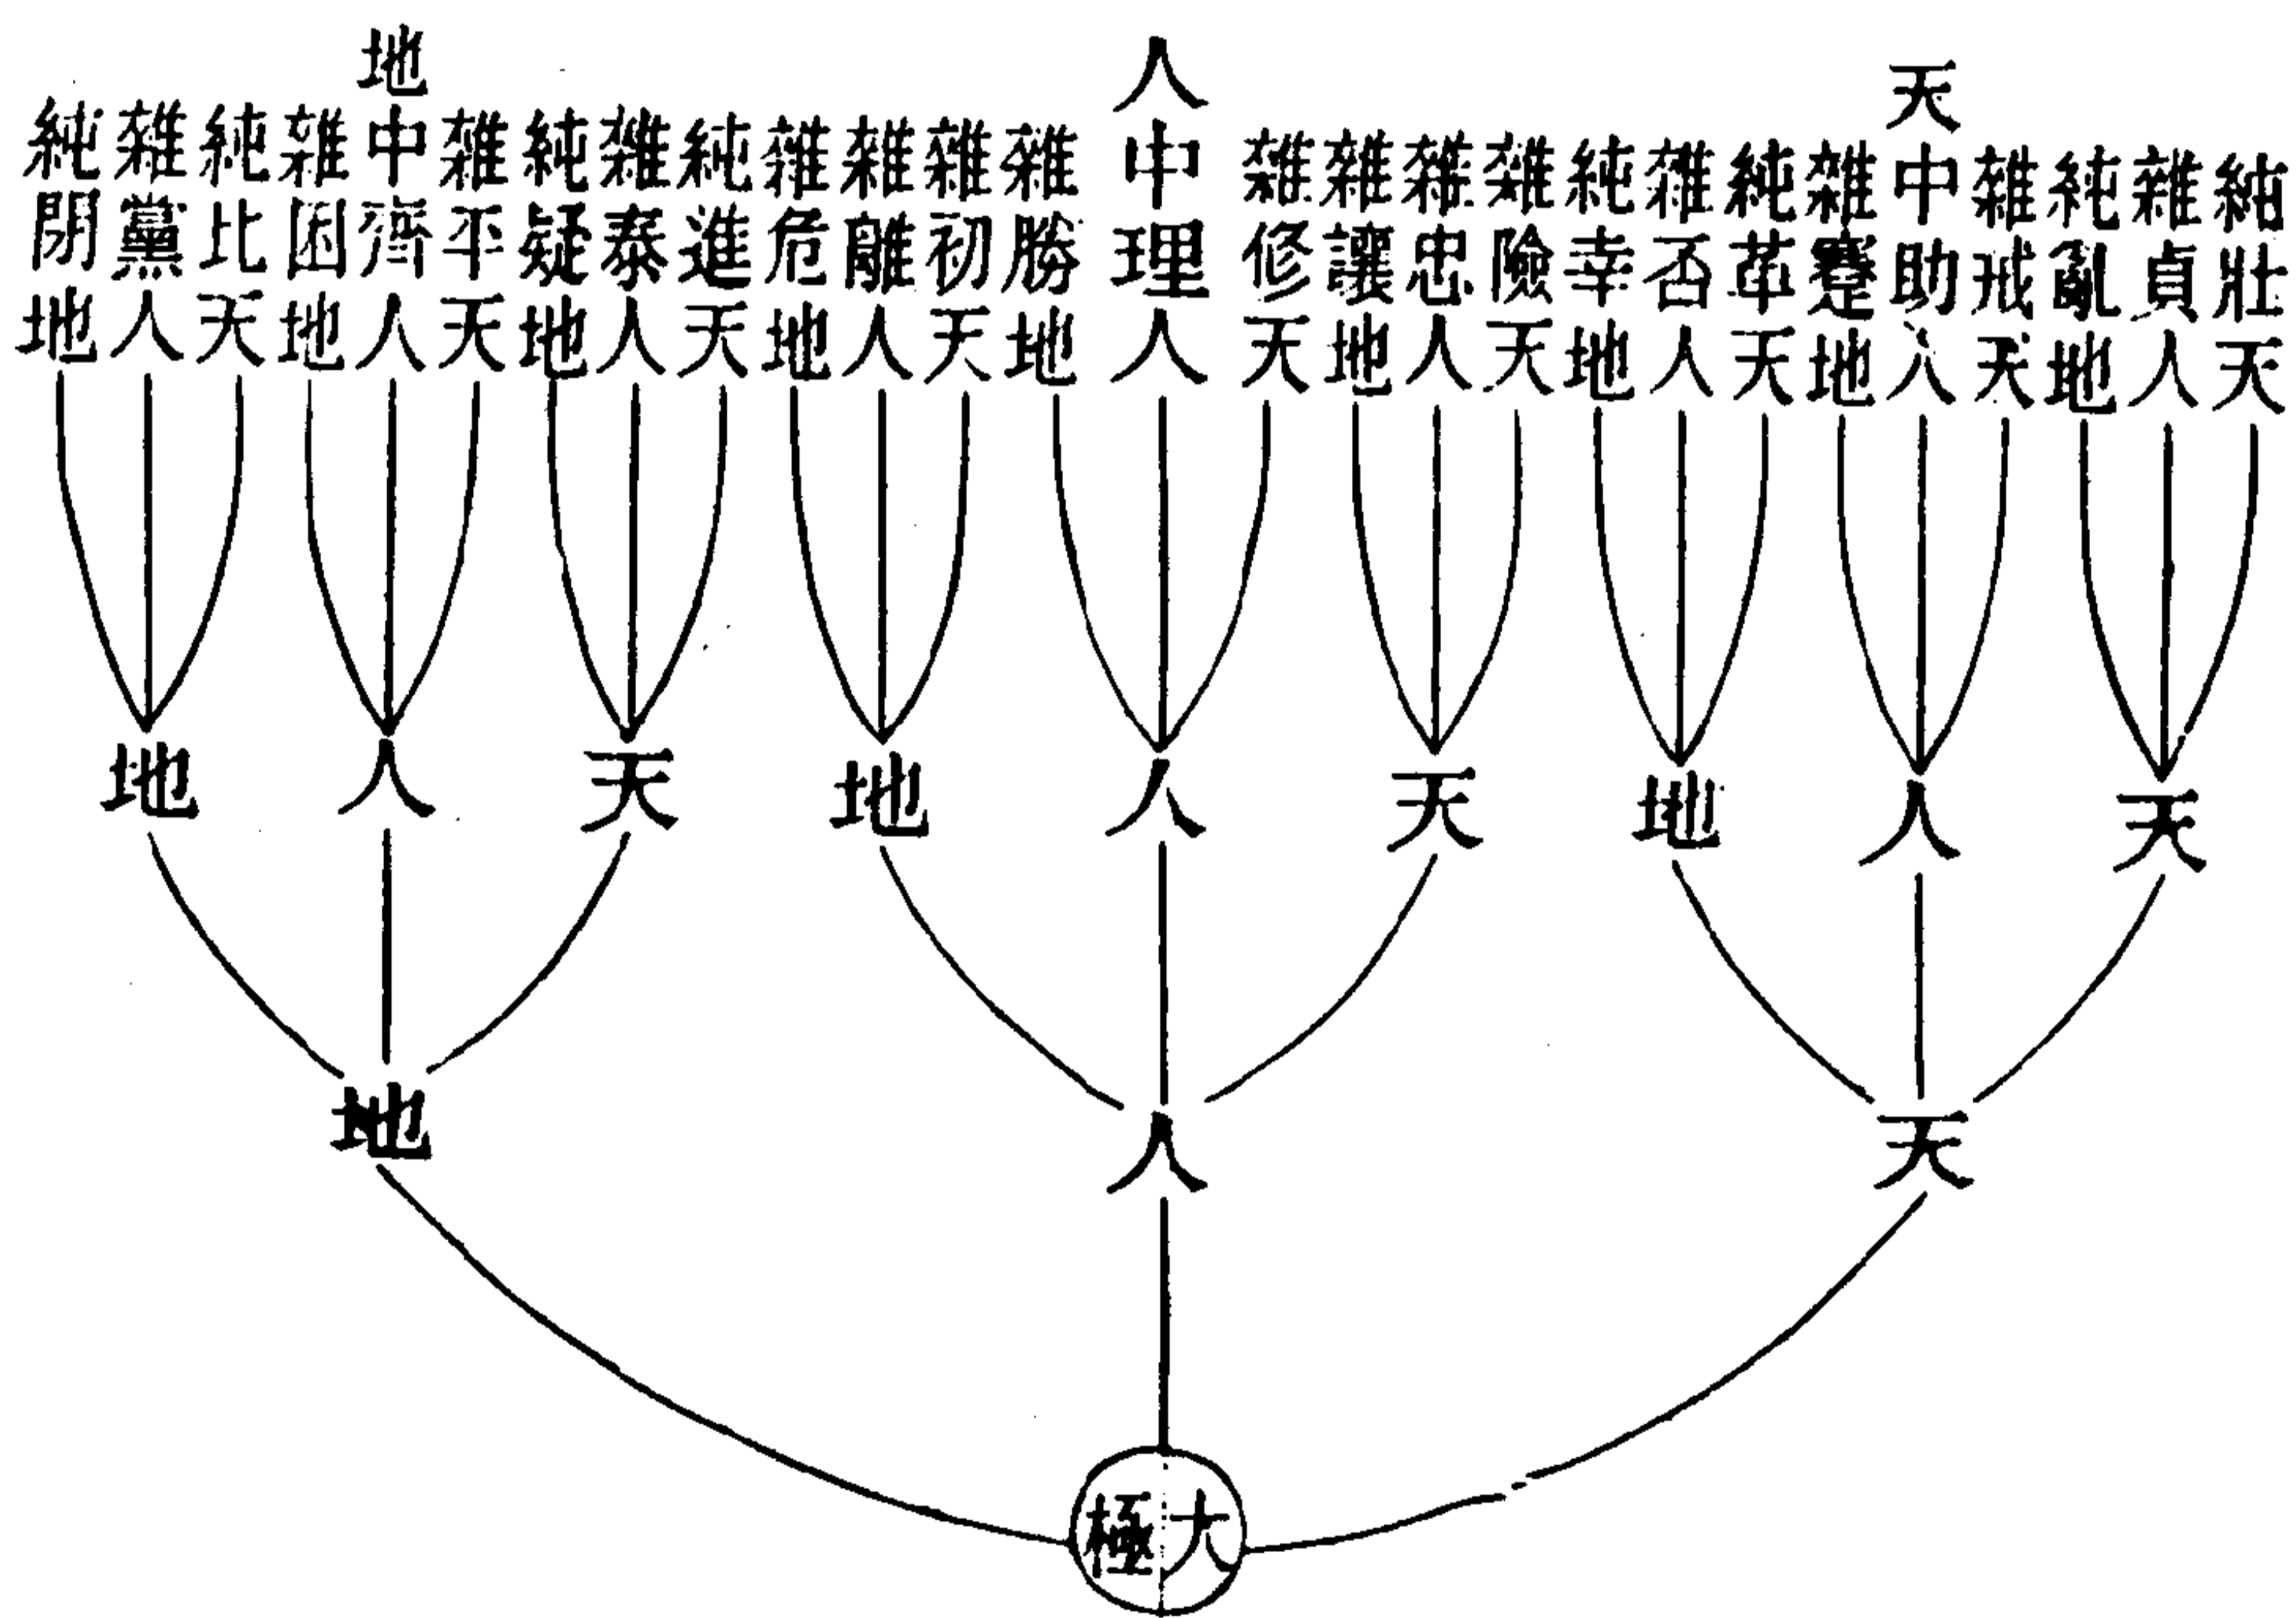 純壯天
雜貞人
純亂地
雜戒天
天中助人
雜蹇地
純革天
雜否人
純幸地
雜險天
雜忠人
雜讓地
雜修天
人中理人
雜勝地
雜初天
雜離人
雜危地
純進天
雜泰人
純疑地
雜平天
地中齊人
雜困地
純比天
雜黨人
純閉地
天 人 地 天 人 地 天 人 地
天 人 地
大極